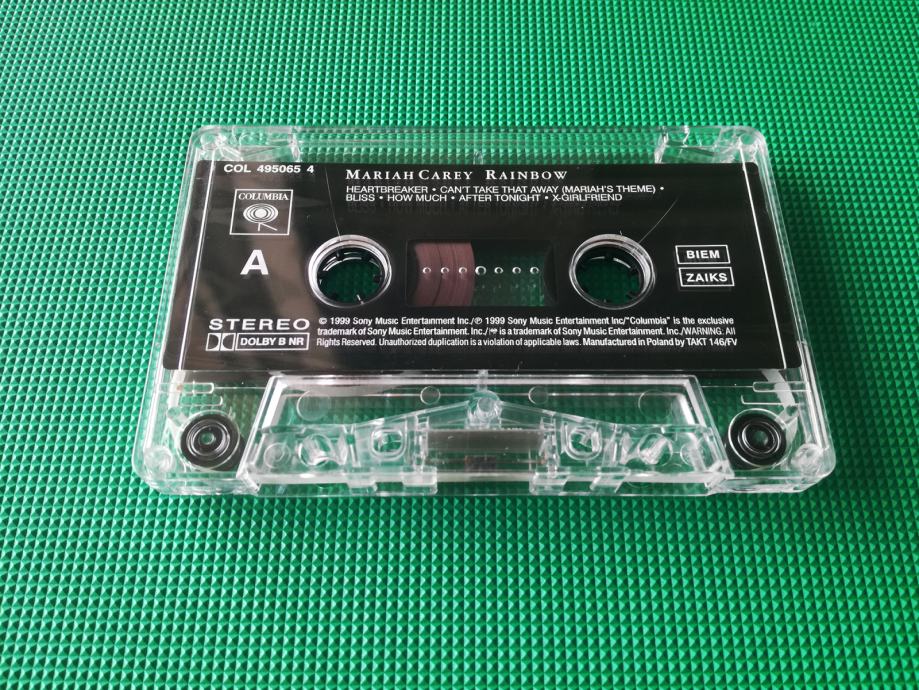 COL 495065 4
MARIAH CAREY RAINBOW
HEARTBREAKER • CAN'T TAKE THAT AWAY (MARIAH'S THEME) •
BLISS • HOW MUCH • AFTER TONIGHT • X-GIRLFRIEND
COLUMBIA
A
BIEM
ZAIKS
STEREO
DOLBY B NR
© 1999 Sony Music Entertainment Inc./℗ 1999 Sony Music Entertainment Inc/"Columbia" is the exclusive
trademark of Sony Music Entertainment. Inc./ is a trademark of Sony Music Entertainment. Inc./WARNING: All
Rights Reserved. Unauthorized duplication is a violation of applicable laws. Manufactured in Poland by TAKT 146/FV